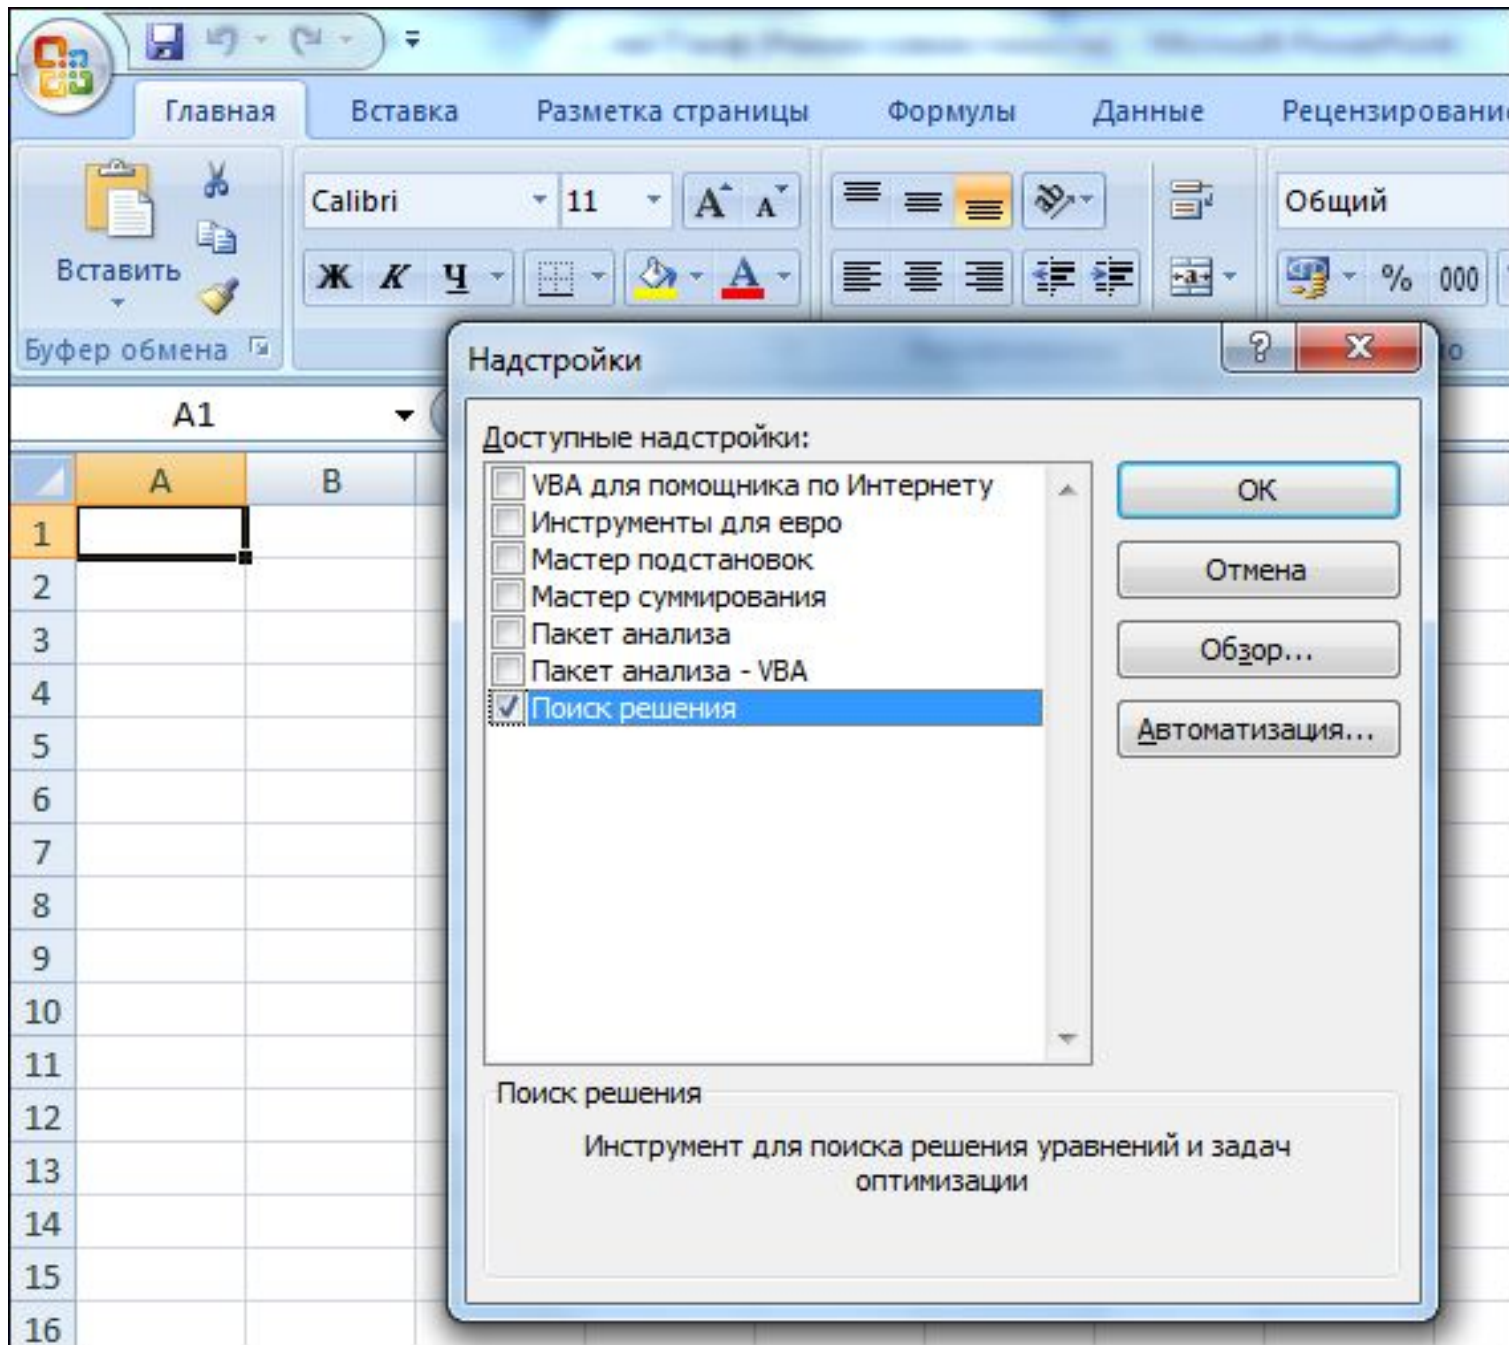 Главная Вставка Разметка страницы Формулы Данные Рецензировани
Calibri 11 A A Общий
Вставить Ж К Ч % 000
Буфер обмена
Надстройки
A1
Доступные надстройки:
A B
VBA для помощника по Интернету
Инструменты для евро
Мастер подстановок
Мастер суммирования
Пакет анализа
Пакет анализа - VBA
Поиск решения
ОК
Отмена
Обзор...
Автоматизация...
Поиск решения
Инструмент для поиска решения уравнений и задач
оптимизации
1
2
3
4
5
6
7
8
9
10
11
12
13
14
15
16